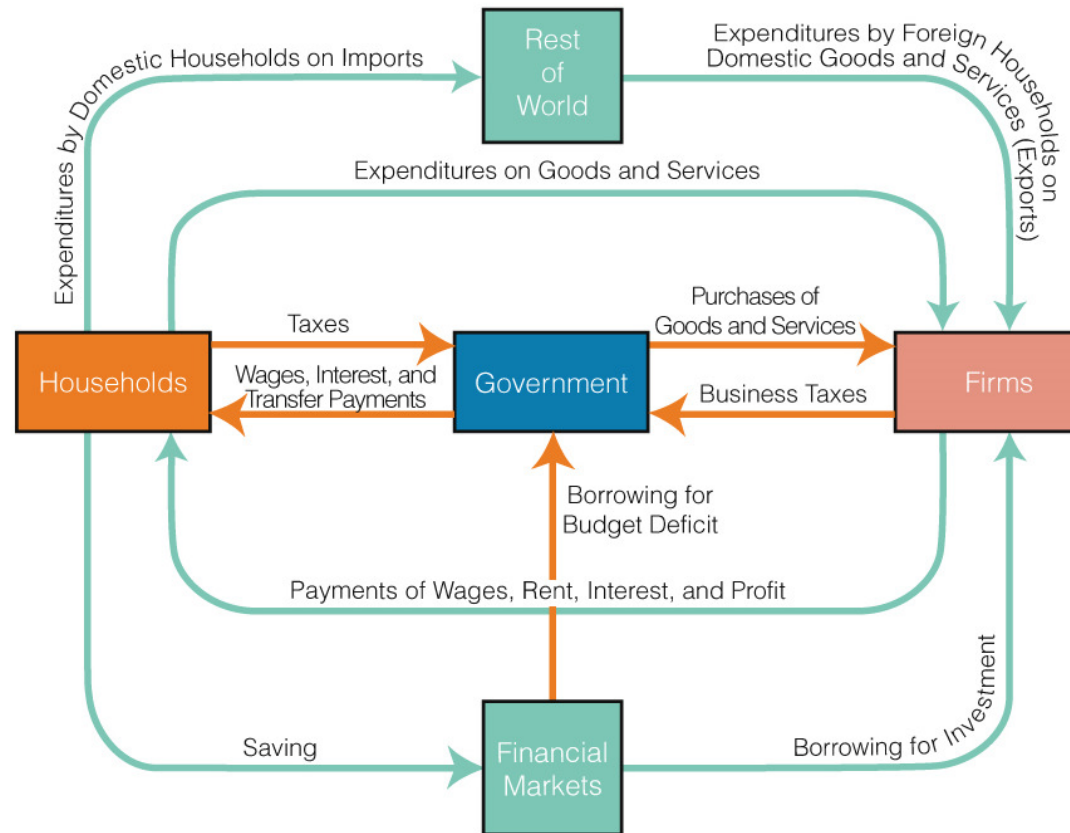 Rest
of
World
Expenditures by Domestic Households on Imports
Expenditures by Foreign Households on
Domestic Goods and Services (Exports)
Expenditures on Goods and Services
Taxes
Purchases of
Goods and Services
Households
Wages, Interest, and
Transfer Payments
Government
Business Taxes
Firms
Borrowing for
Budget Deficit
Payments of Wages, Rent, Interest, and Profit
Saving
Financial
Markets
Borrowing for Investment